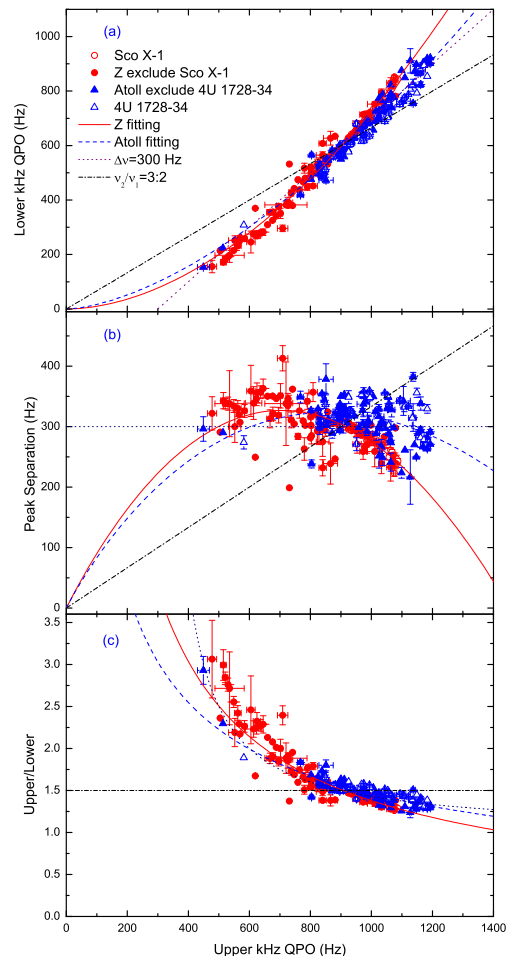 (a)
Sco X-1
Z exclude Sco X-1
Atoll exclude 4U 1728-34
4U 1728-34
Z fitting
Atoll fitting
Δν=300 Hz
ν₂/ν₁=3:2
1000
800
600
400
200
0
Lower kHz QPO (Hz)
(b)
400
300
200
100
0
Peak Separation (Hz)
(c)
3.5
3.0
2.5
2.0
1.5
1.0
0.5
0.0
Upper/Lower
0 200 400 600 800 1000 1200 1400
Upper kHz QPO (Hz)